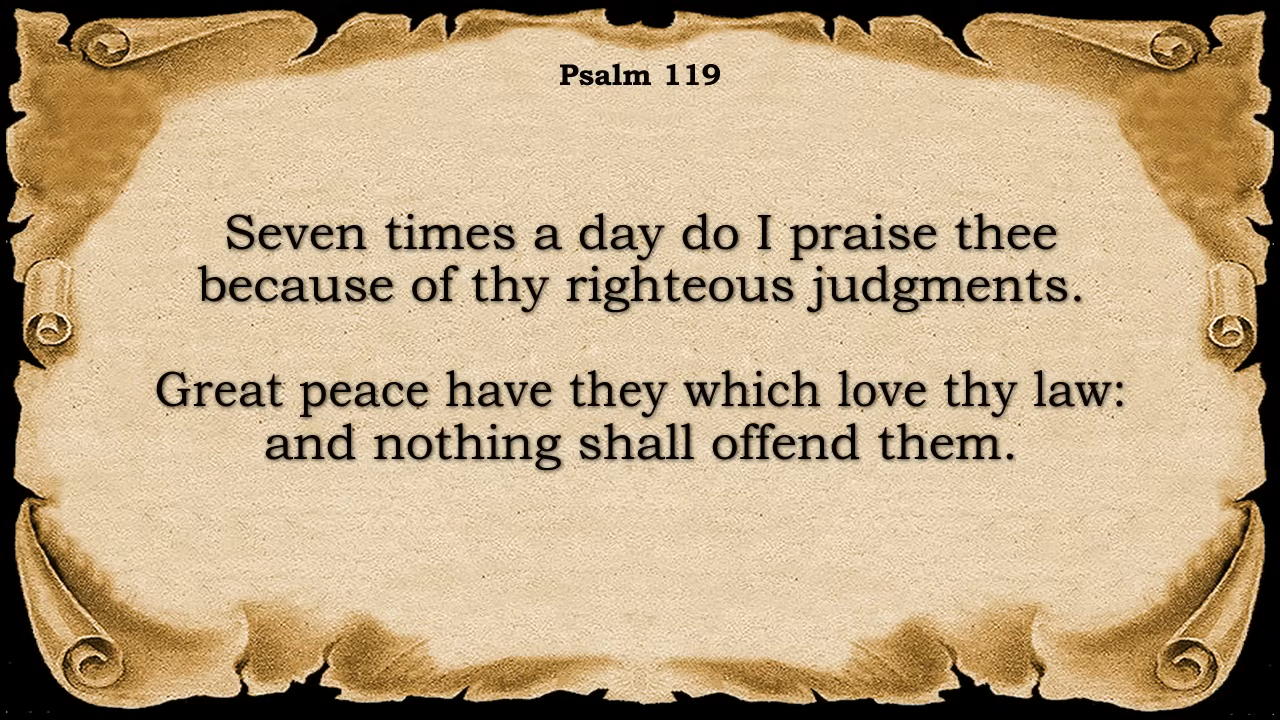 Psalm 119
Seven times a day do I praise thee
because of thy righteous judgments.
Great peace have they which love thy law:
and nothing shall offend them.